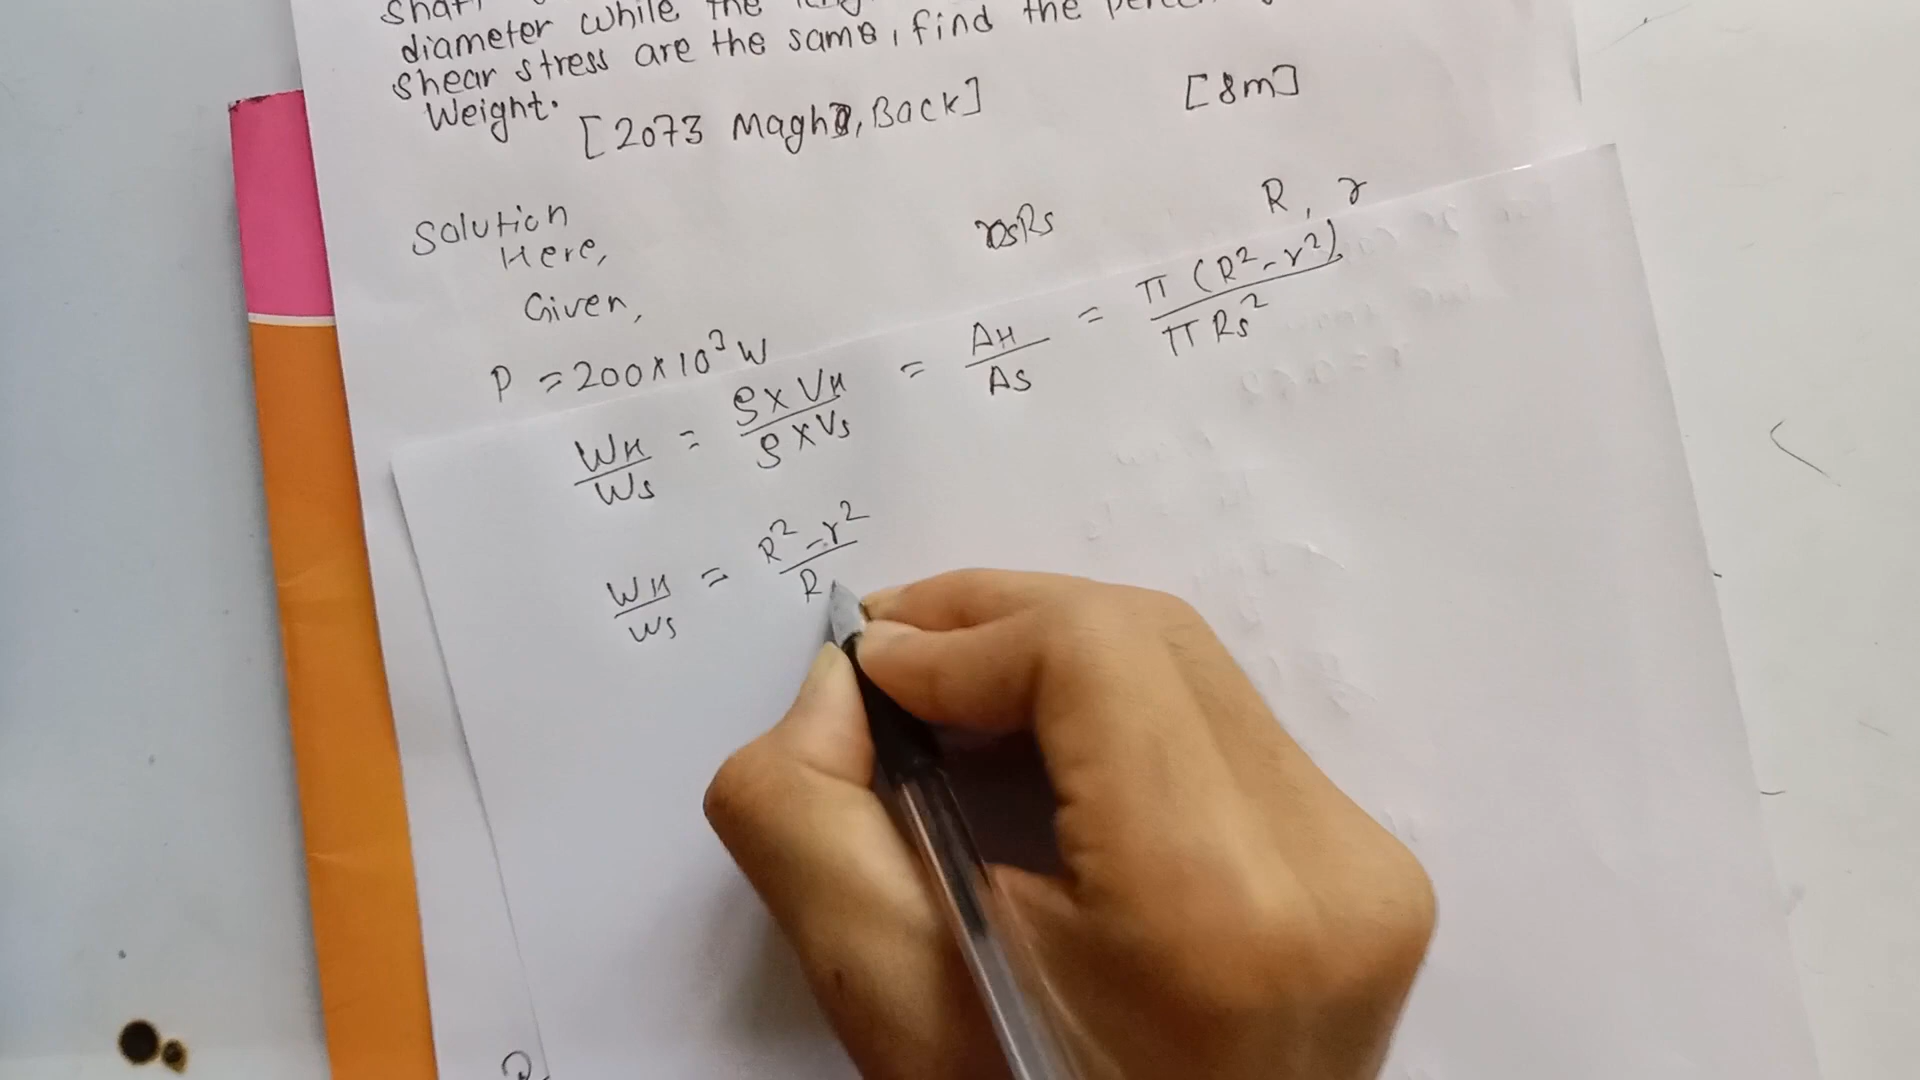 diameter while the
shear stress are the same, find the
Weight.
[2073 Magh, Back] [8m]
Solution
Here,
Given,
RS R, r
P = 200×10³ W
WH/WS = ρ×VH/ρ×VS = AH/AS = π(R²-r²)/πRs²
WH/WS = R²-r²/R